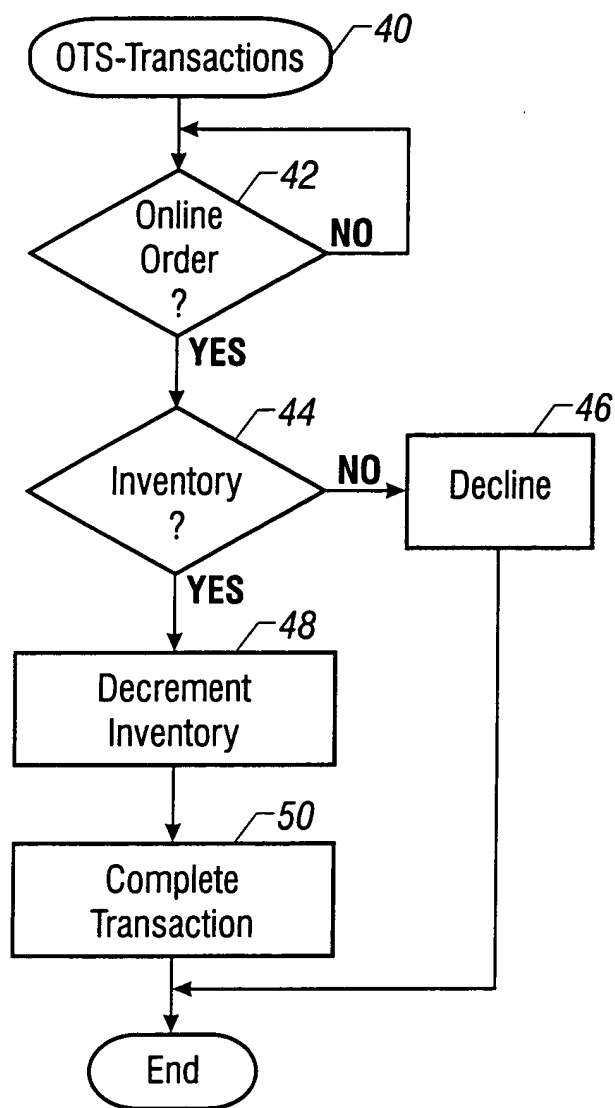 OTS-Transactions
40
42
Online
Order
?
NO
YES
44
Inventory
?
NO
46
Decline
YES
48
Decrement
Inventory
50
Complete
Transaction
End